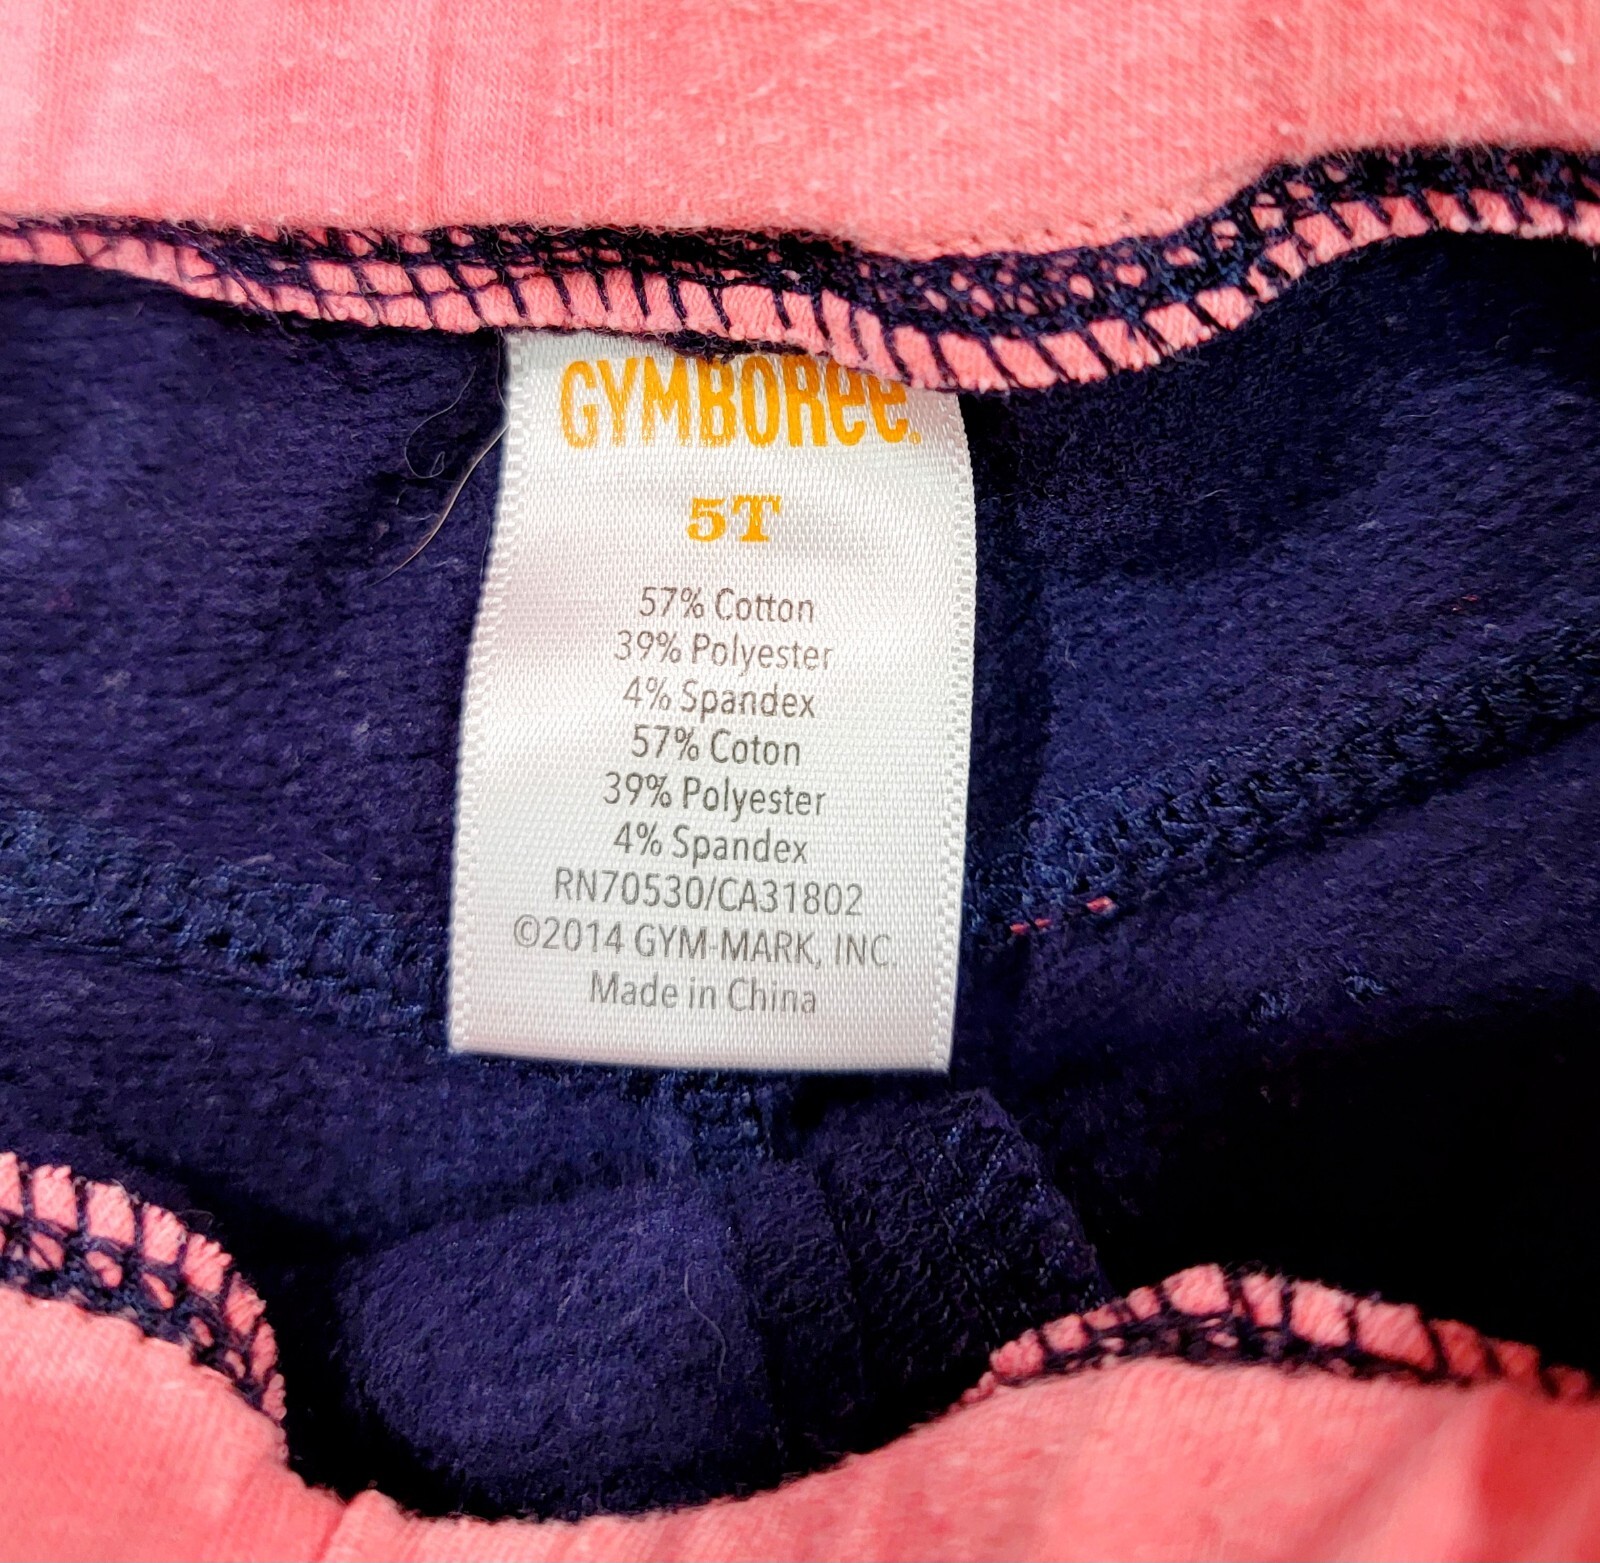 GYMBORee.
5T
57% Cotton
39% Polyester
4% Spandex
57% Coton
39% Polyester
4% Spandex
RN70530/CA31802
©2014 GYM-MARK, INC.
Made in China